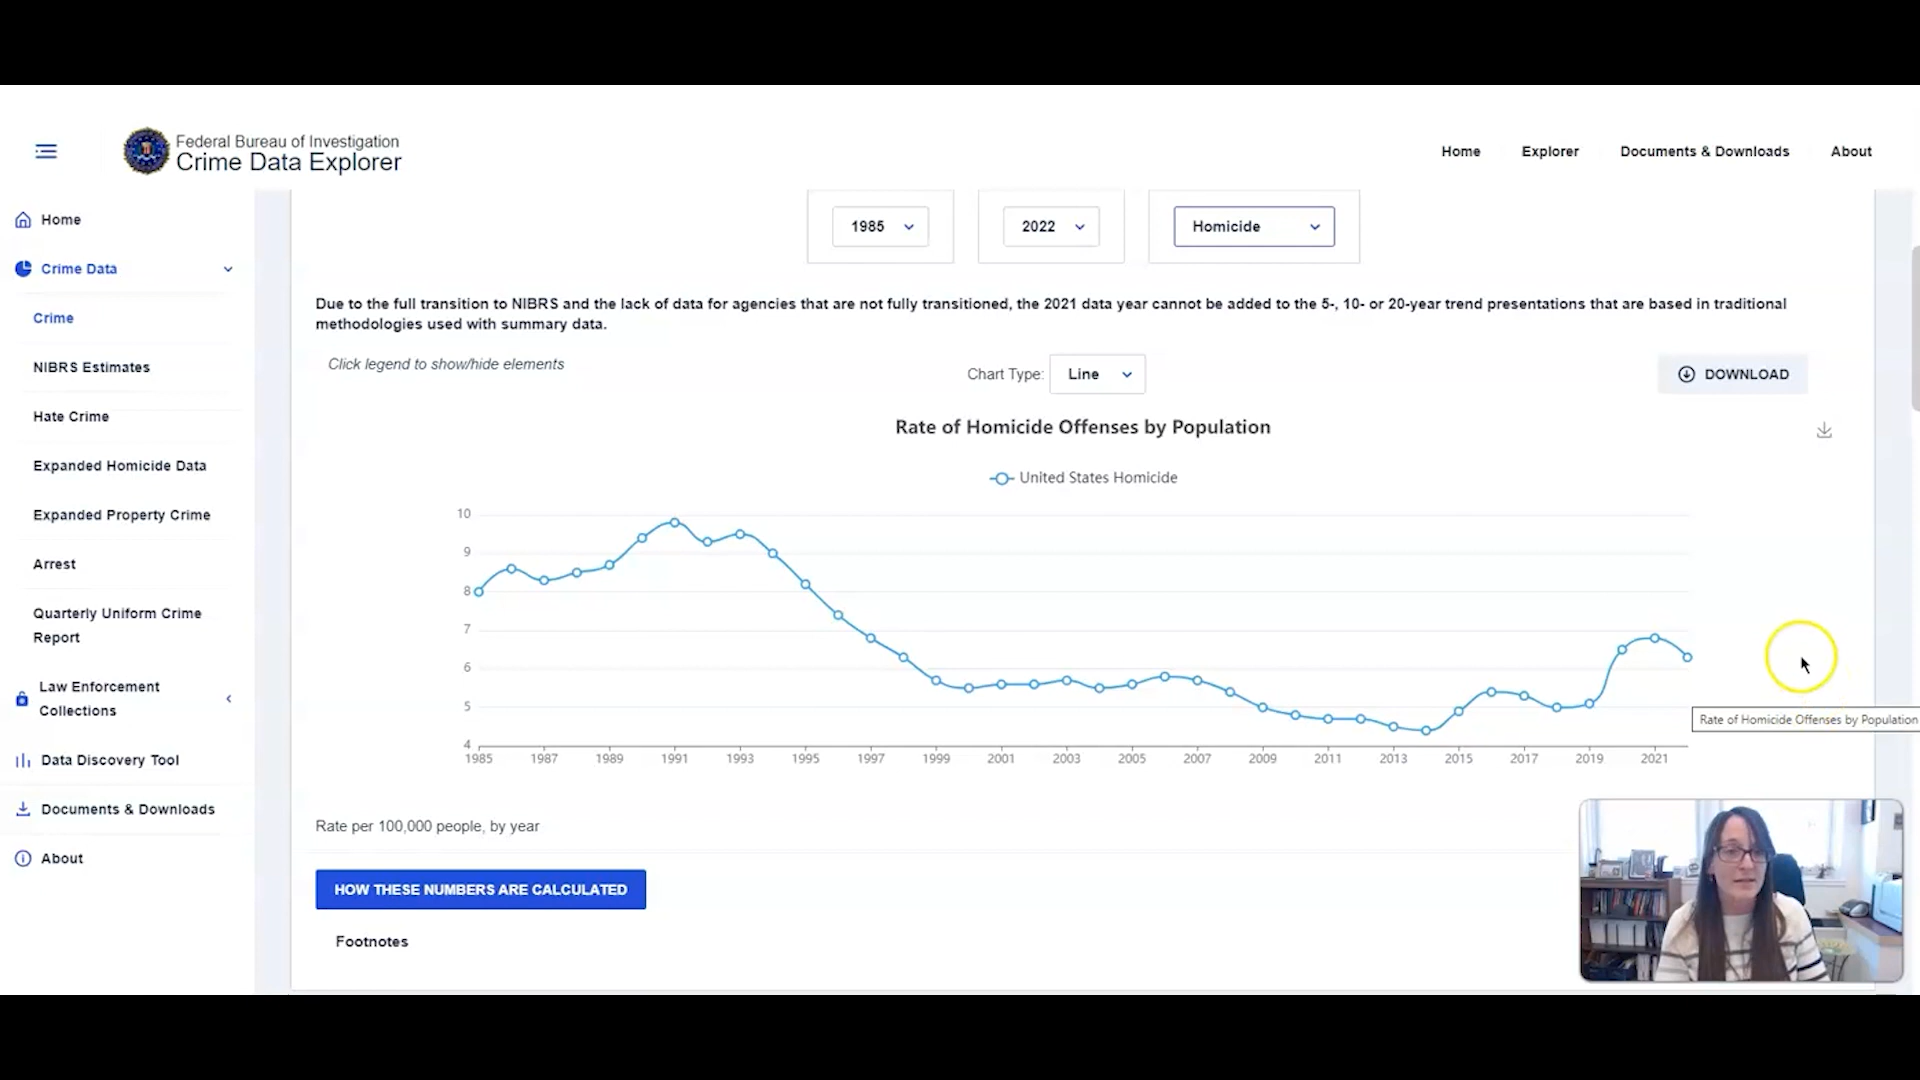 Federal Bureau of Investigation
Crime Data Explorer
Home
Explorer
Documents & Downloads
About
Home
Crime Data
Crime
NIBRS Estimates
Hate Crime
Expanded Homicide Data
Expanded Property Crime
Arrest
Quarterly Uniform Crime
Report
Law Enforcement
Collections
Data Discovery Tool
Documents & Downloads
About
1985
2022
Homicide
Due to the full transition to NIBRS and the lack of data for agencies that are not fully transitioned, the 2021 data year cannot be added to the 5-, 10- or 20-year trend presentations that are based in traditional
methodologies used with summary data.
Click legend to show/hide elements
Chart Type: Line
DOWNLOAD
Rate of Homicide Offenses by Population
United States Homicide
10
9
8
7
6
5
4
1985 1987 1989 1991 1993 1995 1997 1999 2001 2003 2005 2007 2009 2011 2013 2015 2017 2019 2021
Rate of Homicide Offenses by Population
Rate per 100,000 people, by year
HOW THESE NUMBERS ARE CALCULATED
Footnotes